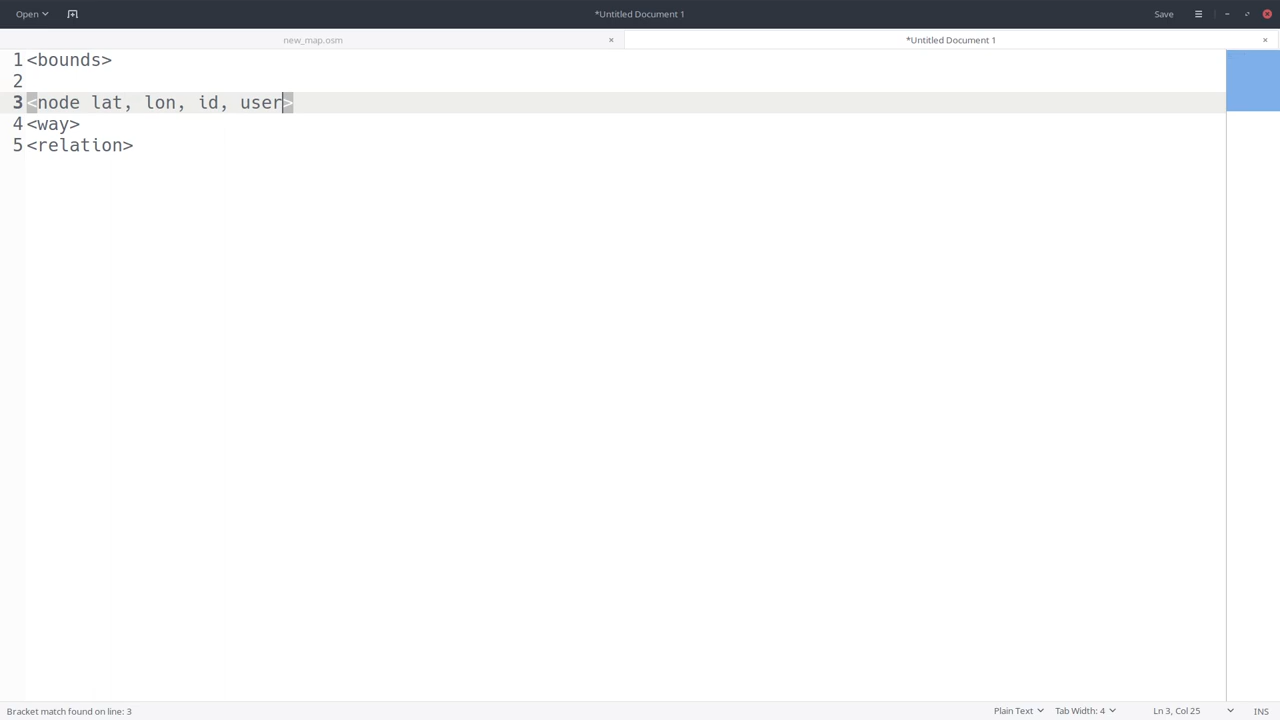 Open
*Untitled Document 1
Save
new_map.osm
*Untitled Document 1
1 <bounds>
2
3 <node lat, lon, id, user>
4 <way>
5 <relation>
Bracket match found on line: 3
Plain Text
Tab Width: 4
Ln 3, Col 25
INS